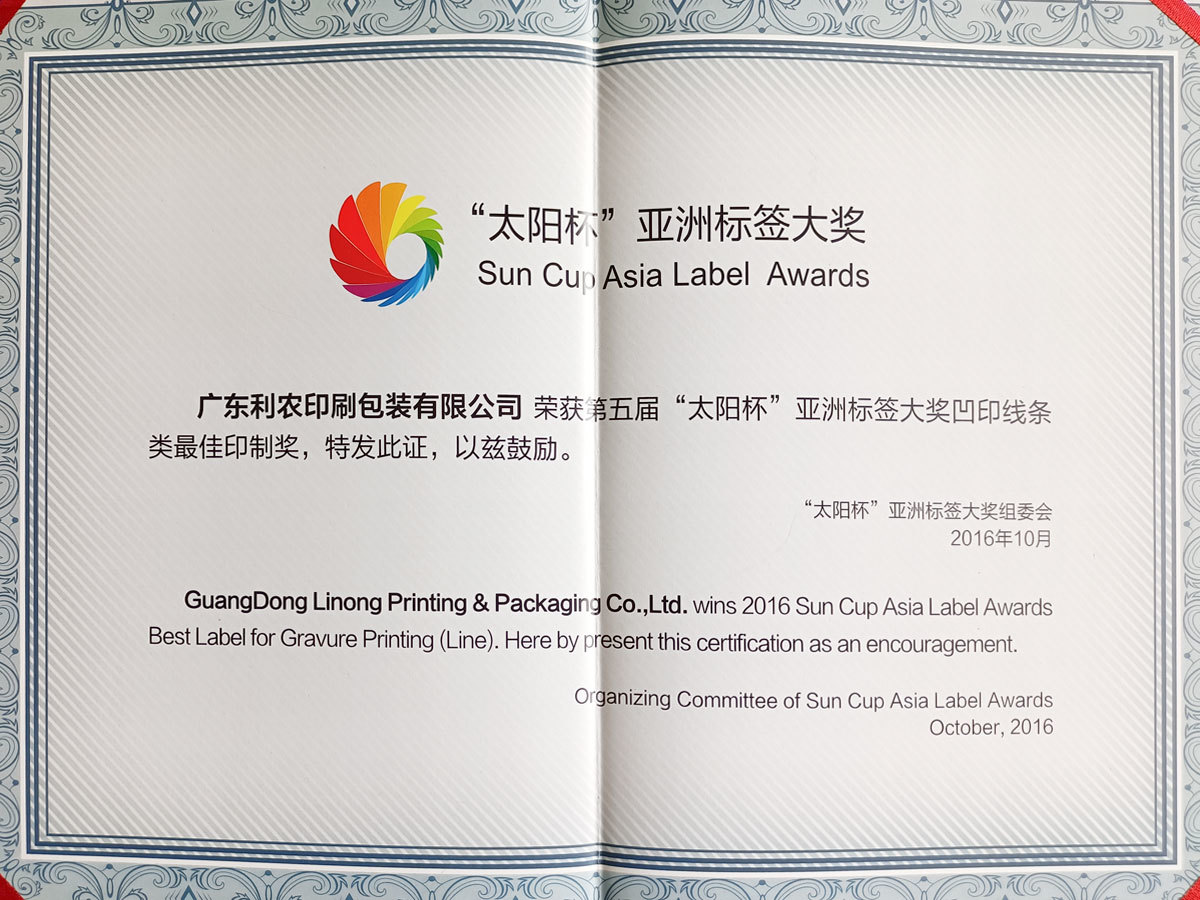 “太阳杯”亚洲标签大奖
Sun Cup Asia Label Awards
广东利农印刷包装有限公司 荣获第五届“太阳杯”亚洲标签大奖凹印线条
类最佳印制奖，特发此证，以兹鼓励。
“太阳杯”亚洲标签大奖组委会
2016年10月
GuangDong Linong Printing & Packaging Co.,Ltd. wins 2016 Sun Cup Asia Label Awards
Best Label for Gravure Printing (Line). Here by present this certification as an encouragement.
Organizing Committee of Sun Cup Asia Label Awards
October, 2016